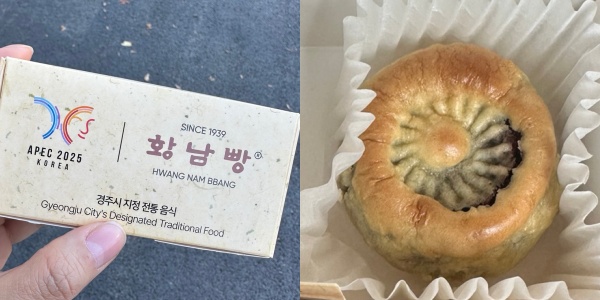 APEC 2025
KOREA
SINCE 1939
황남빵®
HWANG NAM BBANG
경주시 지정 전통 음식
Gyeongju City's Designated Traditional Food